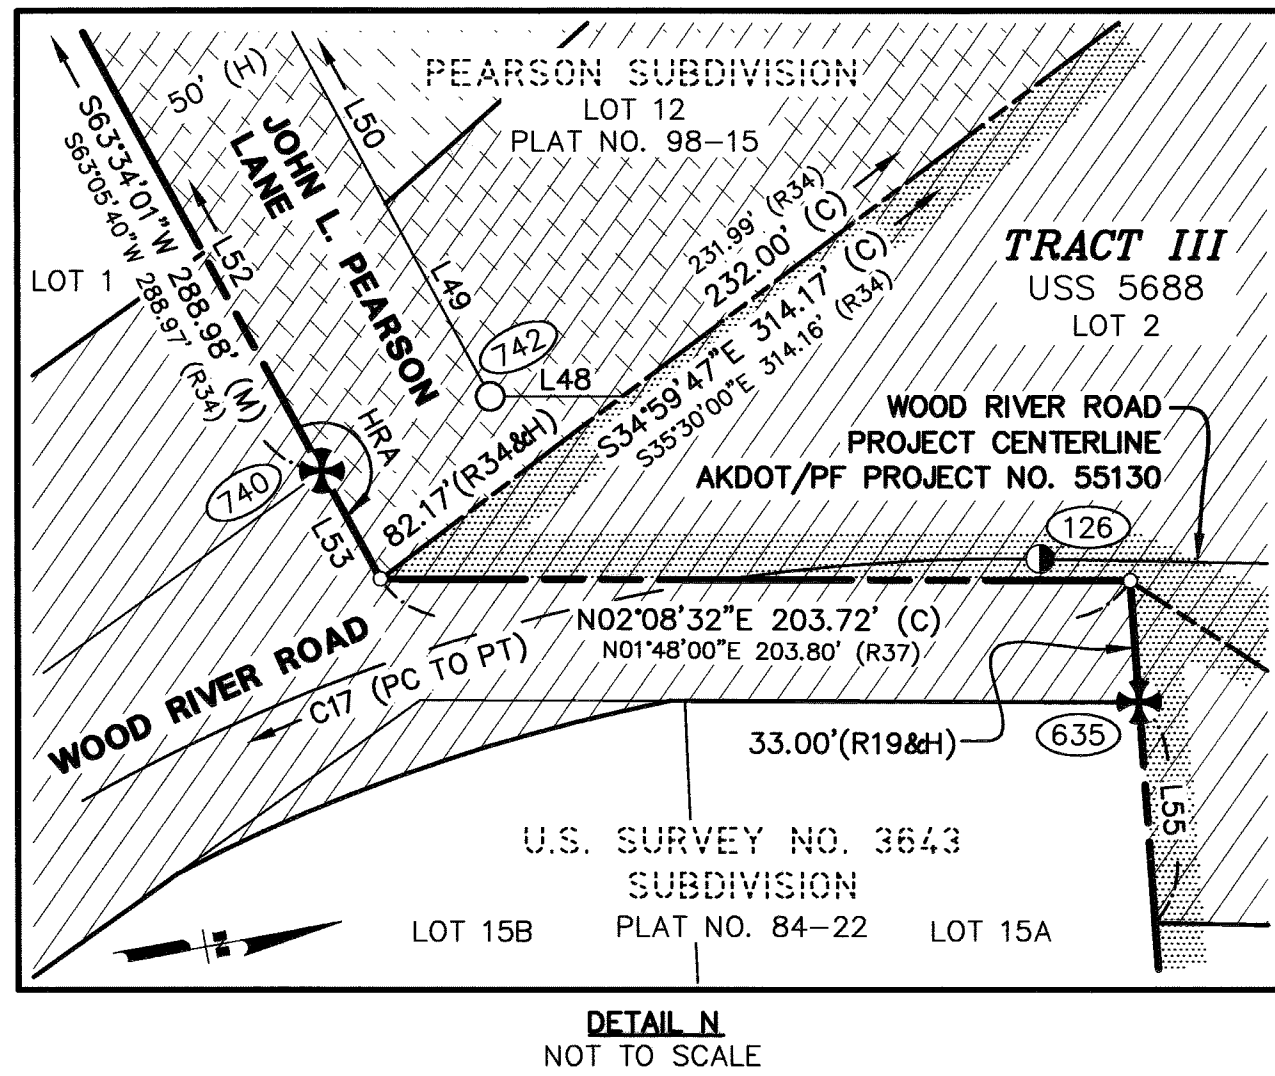 PEARSON SUBDIVISION
LOT 12
PLAT NO. 98-15
50' (H)
JOHN L. PEARSON
LANE
L50
L52
L49
S63°34'01"W 288.98' (M)
S63°05'40"W 288.97' (R34)
LOT 1
742
L48
231.99' (R34)
232.00' (C)
S34°59'47"E 314.17' (C)
S35°30'00"E 314.16' (R34)
TRACT III
USS 5688
LOT 2
WOOD RIVER ROAD
PROJECT CENTERLINE
AKDOT/PF PROJECT NO. 55130
HRA
740
82.17'(R34&H)
L53
126
N02°08'32"E 203.72' (C)
N01°48'00"E 203.80' (R37)
WOOD RIVER ROAD
C17 (PC TO PT)
33.00'(R19&H)
635
L55
U.S. SURVEY NO. 3643
SUBDIVISION
PLAT NO. 84-22
LOT 15B
LOT 15A
N
DETAIL N
NOT TO SCALE